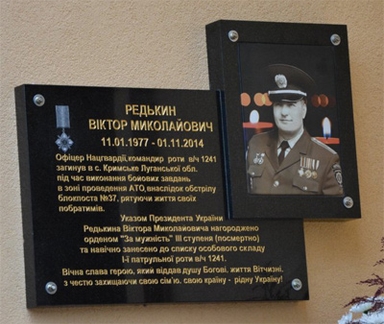 РЕДЬКИН
ВІКТОР МИКОЛАЙОВИЧ
11.01.1977 - 01.11.2014
Офіцер Нацгвардії,командир роти в/ч 1241
загинув в с. Кримське Луганської обл.
під час виконання бойових завдань
в зоні проведення АТО,внаслідок обстрілу
блокпоста №37, рятуючи життя своїх
побратимів.
Указом Президента України
Редькина Віктора Миколайовича нагороджено
орденом "За мужність" III ступеня (посмертно)
та навічно занесено до списку особового складу
І-ї патрульної роти в/ч 1241.
Вічна слава герою, який віддав душу Богові, життя Вітчизні,
з честю захищаючи свою сім'ю, свою країну - рідну Україну!